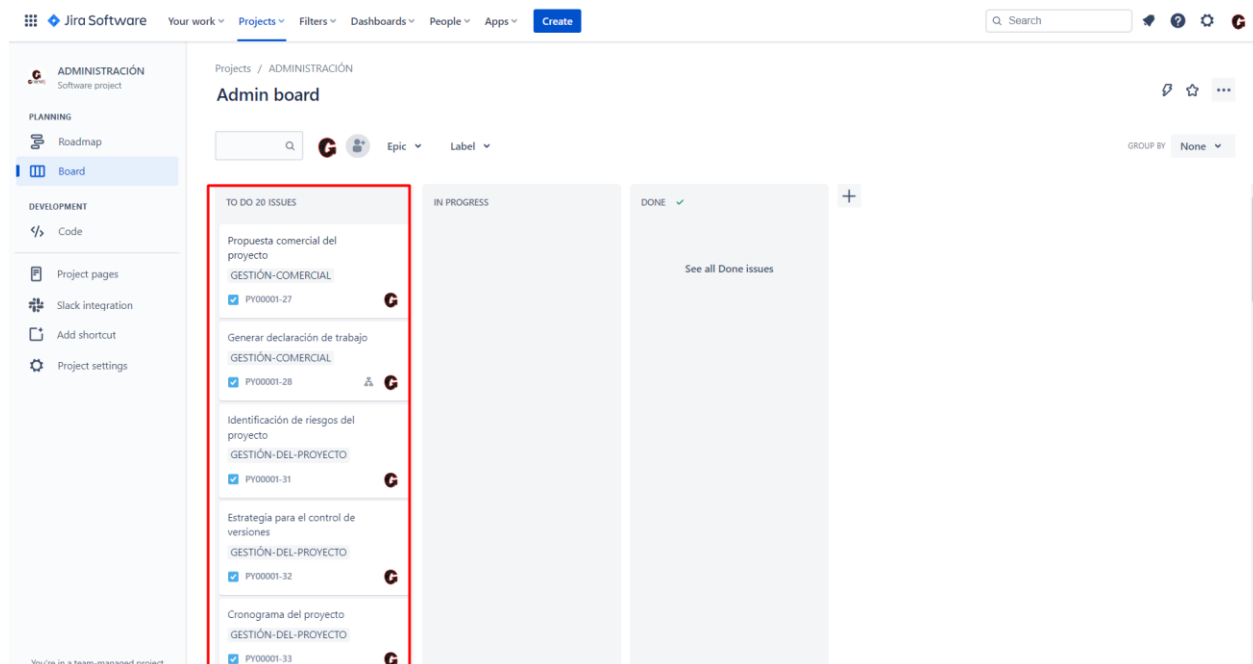 Jira Software
Your work
Projects
Filters
Dashboards
People
Apps
Create
Search
ADMINISTRACIÓN
Software project
PLANNING
Roadmap
Board
DEVELOPMENT
Code
Project pages
Slack integration
Add shortcut
Project settings
You're in a team-managed project
Projects / ADMINISTRACIÓN
Admin board
Epic
Label
GROUP BY None
TO DO 20 ISSUES
Propuesta comercial del
proyecto
GESTIÓN-COMERCIAL
PY00001-27
Generar declaración de trabajo
GESTIÓN-COMERCIAL
PY00001-28
Identificación de riesgos del
proyecto
GESTIÓN-DEL-PROYECTO
PY00001-31
Estrategia para el control de
versiones
GESTIÓN-DEL-PROYECTO
PY00001-32
Cronograma del proyecto
GESTIÓN-DEL-PROYECTO
PY00001-33
IN PROGRESS
DONE
See all Done issues